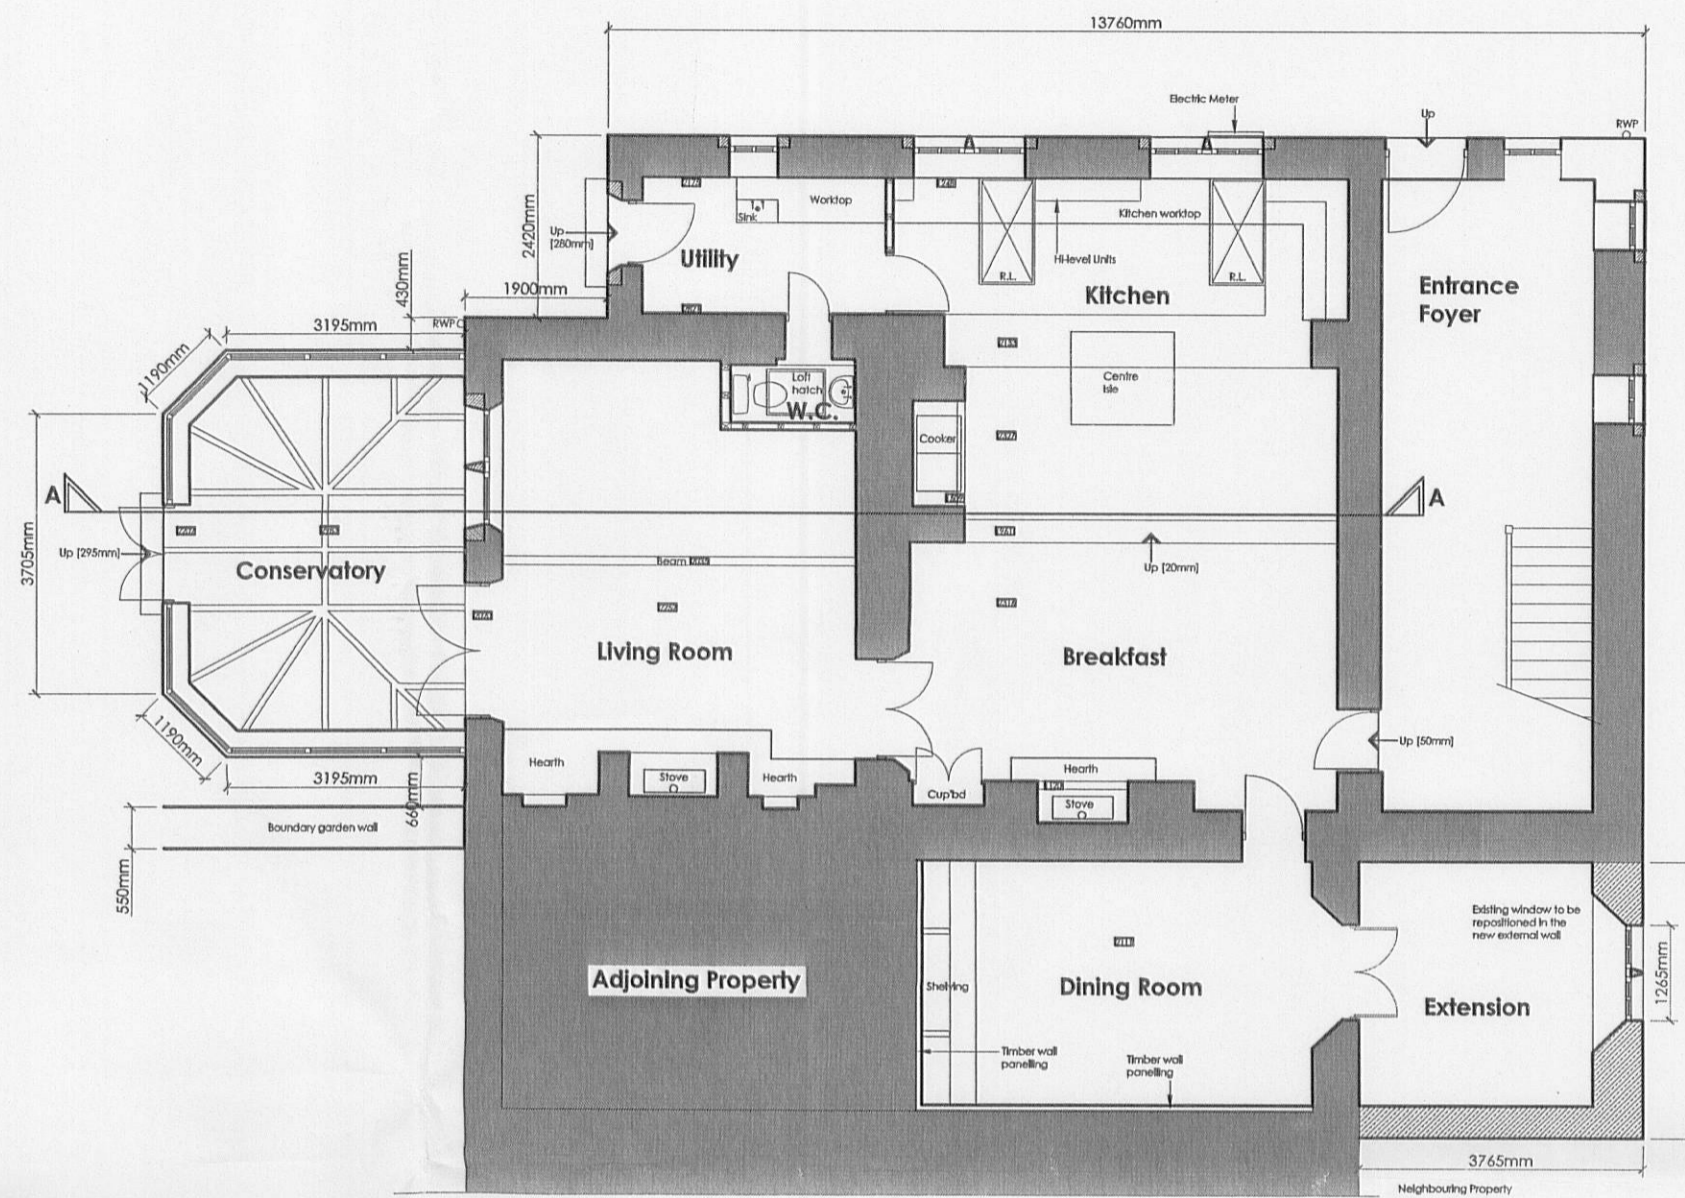 13760mm
Electric Meter
Up
RWP
2420mm
Worktop
Sink
Kitchen worktop
Up
[280mm]
Utility
Hi-level Units
R.L.
R.L.
Kitchen
Entrance
Foyer
430mm
1900mm
3195mm
RWP
1190mm
Loft
hatch
W.C.
Centre
Isle
Cooker
A
A
3705mm
Up [295mm]
Conservatory
Beam
Up [20mm]
Living Room
Breakfast
1190mm
Up [50mm]
3195mm
660mm
Hearth
Stove
Hearth
Cup'bd
Hearth
Stove
Boundary garden wall
550mm
Existing window to be
repositioned in the
new external wall
1265mm
Adjoining Property
Shelving
Dining Room
Extension
Timber wall
panelling
Timber wall
panelling
3765mm
Neighbouring Property